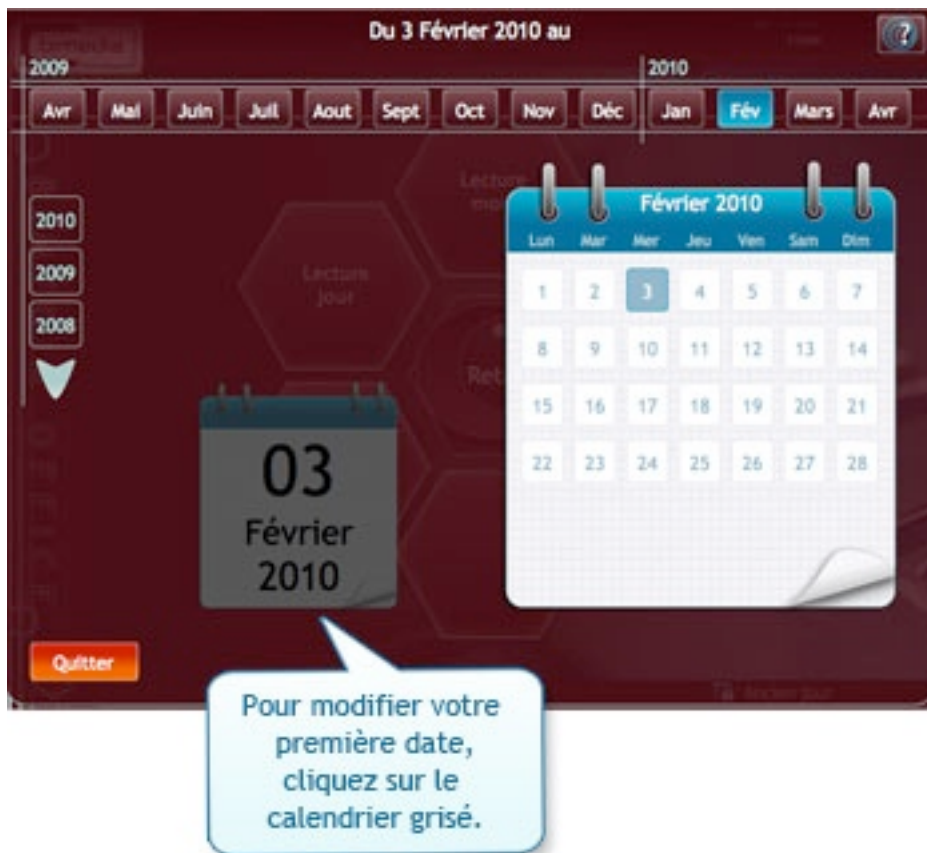 Du 3 Février 2010 au
2009 2010
Avr Mai Juin Juil Aout Sept Oct Nov Déc Jan Fév Mars Avr
2010
2009
2008
Lecture
Lecture
jour
Février 2010
Lun Mar Mer Jeu Ven Sam Dim
1 2 3 4 5 6 7
8 9 10 11 12 13 14
15 16 17 18 19 20 21
22 23 24 25 26 27 28
03
Février
2010
Quitter
Pour modifier votre
première date,
cliquez sur le
calendrier grisé.